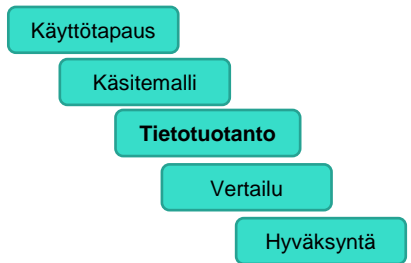 Käyttötapaus
Käsitemalli
Tietotuotanto
Vertailu
Hyväksyntä